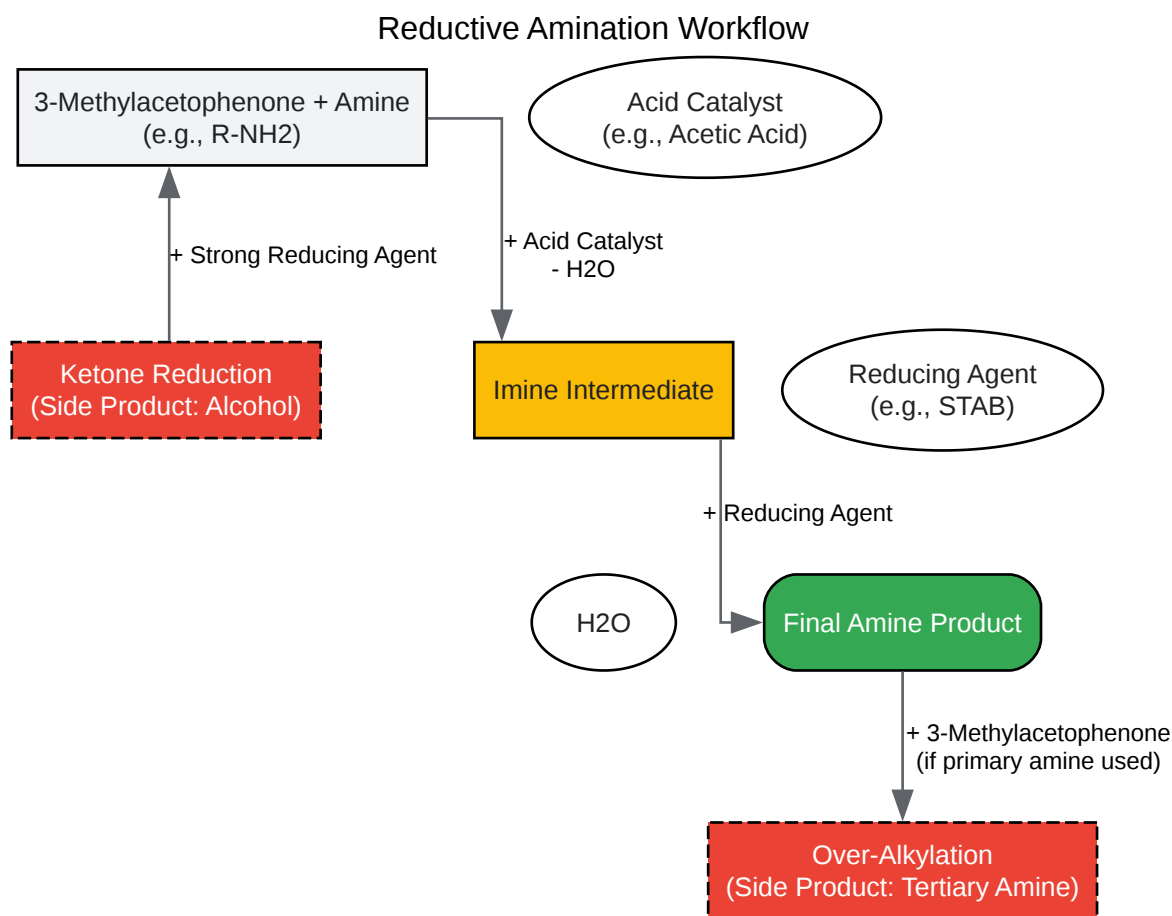 Reductive Amination Workflow
3-Methylacetophenone + Amine
(e.g., R-NH2)
Acid Catalyst
(e.g., Acetic Acid)
+ Strong Reducing Agent
+ Acid Catalyst
- H2O
Ketone Reduction
(Side Product: Alcohol)
Imine Intermediate
Reducing Agent
(e.g., STAB)
+ Reducing Agent
H2O
Final Amine Product
+ 3-Methylacetophenone
(if primary amine used)
Over-Alkylation
(Side Product: Tertiary Amine)